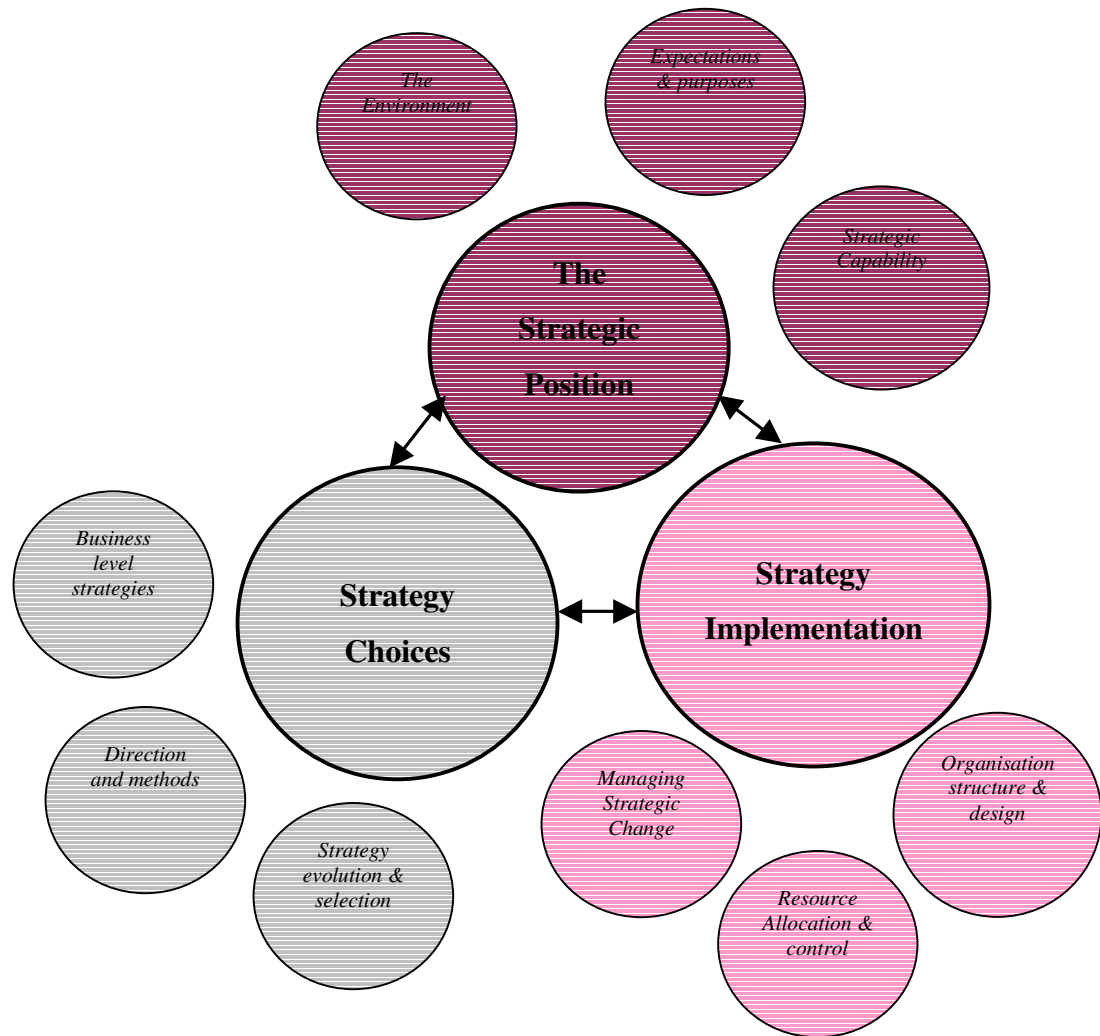 The
Environment
Expectations
& purposes
Strategic
Capability
The
Strategic
Position
Business
level
strategies
Strategy
Choices
Strategy
Implementation
Direction
and methods
Strategy
evolution &
selection
Managing
Strategic
Change
Organisation
structure &
design
Resource
Allocation &
control